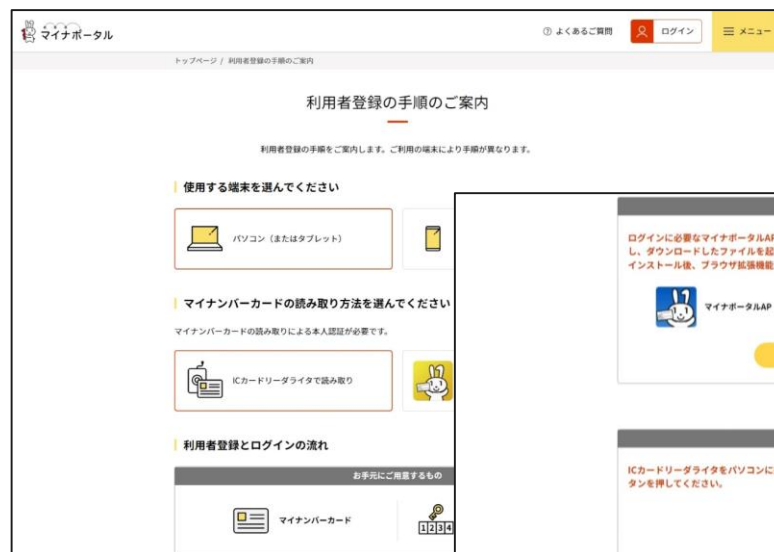 マイナポータル
よくあるご質問
ログイン
メニュー
トップページ / 利用者登録の手順のご案内
利用者登録の手順のご案内
利用者登録の手順をご案内します。ご利用の端末により手順が異なります。
使用する端末を選んでください
パソコン（またはタブレット）
マイナンバーカードの読み取り方法を選んでください
マイナンバーカードの読み取りによる本人認証が必要です。
ICカードリーダライタで読み取り
利用者登録とログインの流れ
お手元にご用意するもの
マイナンバーカード
1234
ログインに必要なマイナポータルAP
し、ダウンロードしたファイルを起
インストール後、ブラウザ拡張機能
マイナポータルAP
ICカードリーダライタをパソコンに
タンを押してください。